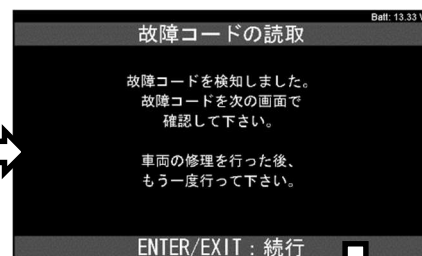 Batt: 13.33 V
故障コードの読取
故障コードを検知しました。
故障コードを次の画面で
確認して下さい。
車両の修理を行った後、
もう一度行って下さい。
ENTER/EXIT：続行